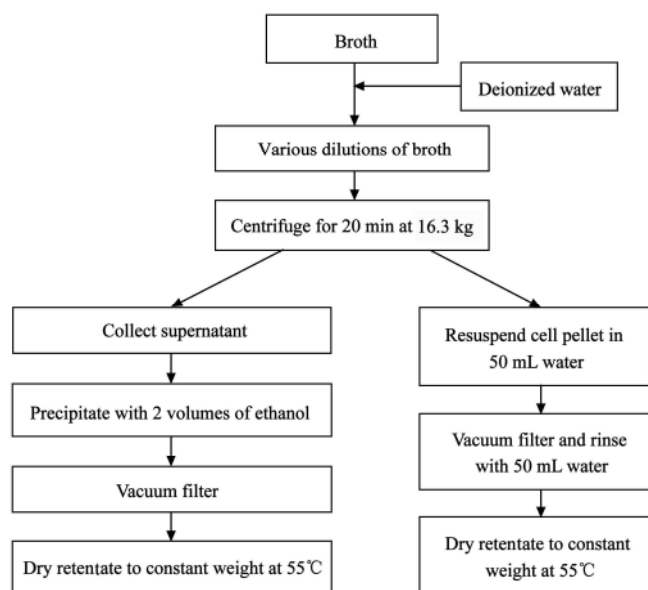 Broth
Deionized water
Various dilutions of broth
Centrifuge for 20 min at 16.3 kg
Collect supernatant
Precipitate with 2 volumes of ethanol
Vacuum filter
Dry retentate to constant weight at 55℃
Resuspend cell pellet in
50 mL water
Vacuum filter and rinse
with 50 mL water
Dry retentate to constant
weight at 55℃